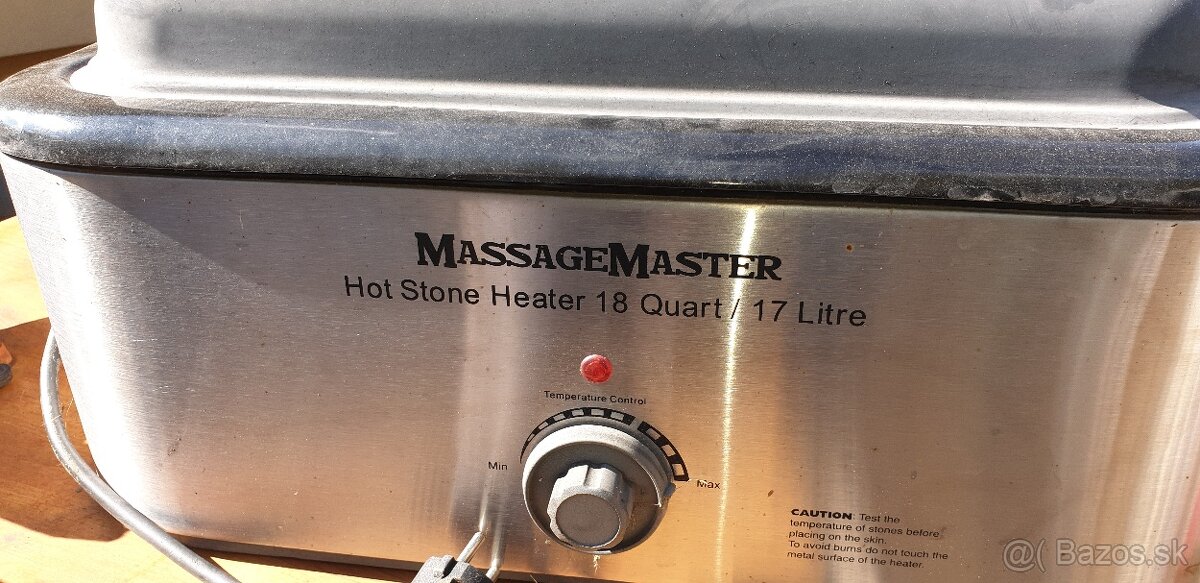 MASSAGEMASTER
Hot Stone Heater 18 Quart / 17 Litre
Temperature Control
Min
Max
CAUTION: Test the
temperature of stones before
placing on the skin.
To avoid burns do not touch the
metal surface of the heater.
@( Bazos.sk